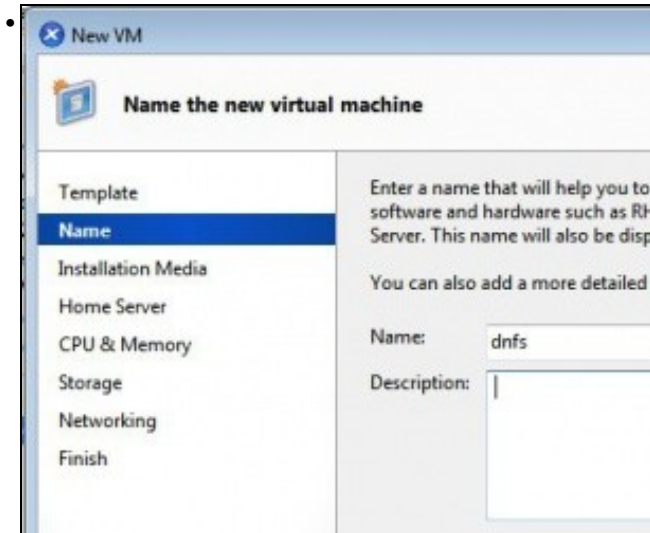 New VM
Name the new virtual machine
Template
Name
Installation Media
Home Server
CPU & Memory
Storage
Networking
Finish
Enter a name that will help you to
software and hardware such as RH
Server. This name will also be disp
You can also add a more detailed
Name:
dnfs
Description: